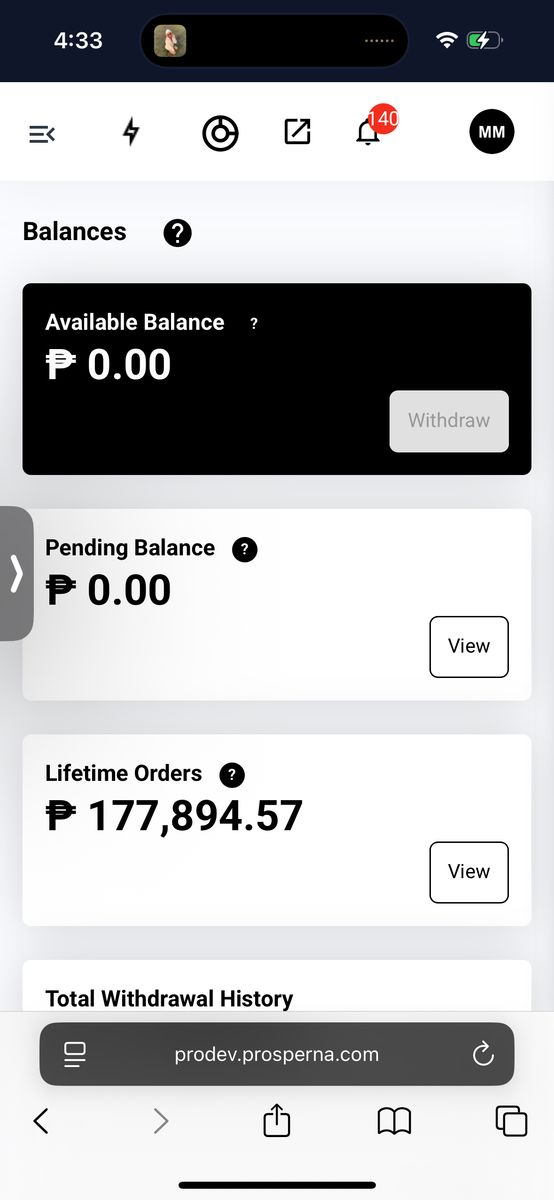 4:33
140
MM
Balances ?
Available Balance ?
₱ 0.00
Withdraw
Pending Balance ?
₱ 0.00
View
Lifetime Orders ?
₱ 177,894.57
View
Total Withdrawal History
prodev.prosperna.com